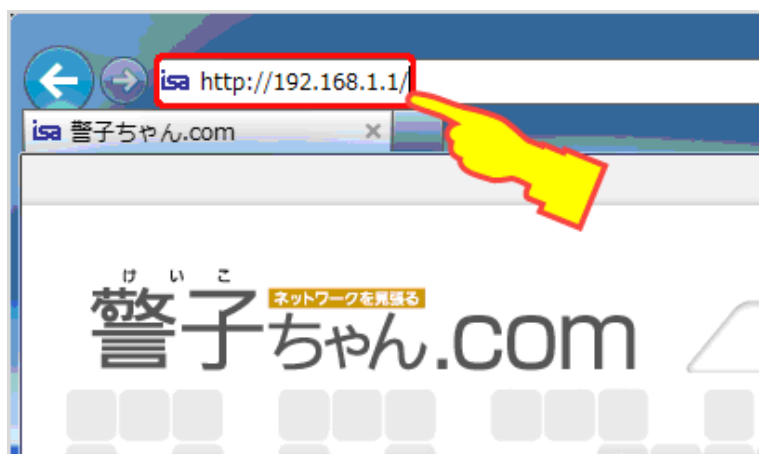 isa http://192.168.1.1/
isa 警子ちゃん.com
けいこ
ネットワークを見張る
警子ちゃん.com